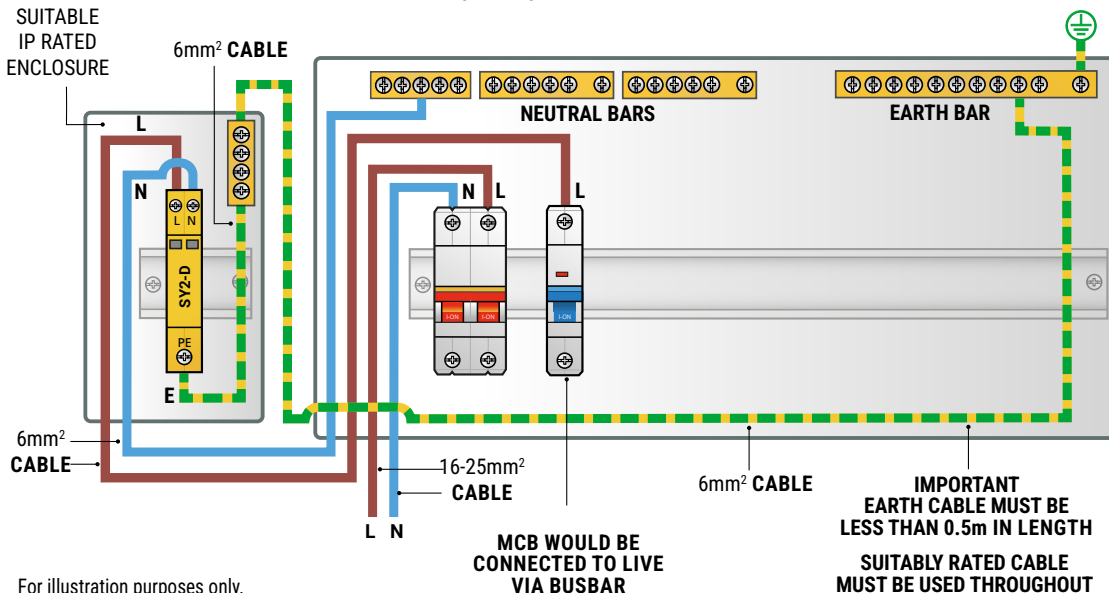 SUITABLE
IP RATED
ENCLOSURE
6mm² CABLE
NEUTRAL BARS
EARTH BAR
L
N
L N
SY2-D
PE
E
N L
L
I-ON
I-ON
I-ON
6mm²
CABLE
16-25mm²
CABLE
L N
6mm² CABLE
MCB WOULD BE
CONNECTED TO LIVE
VIA BUSBAR
IMPORTANT
EARTH CABLE MUST BE
LESS THAN 0.5m IN LENGTH
SUITABLY RATED CABLE
MUST BE USED THROUGHOUT
For illustration purposes only.